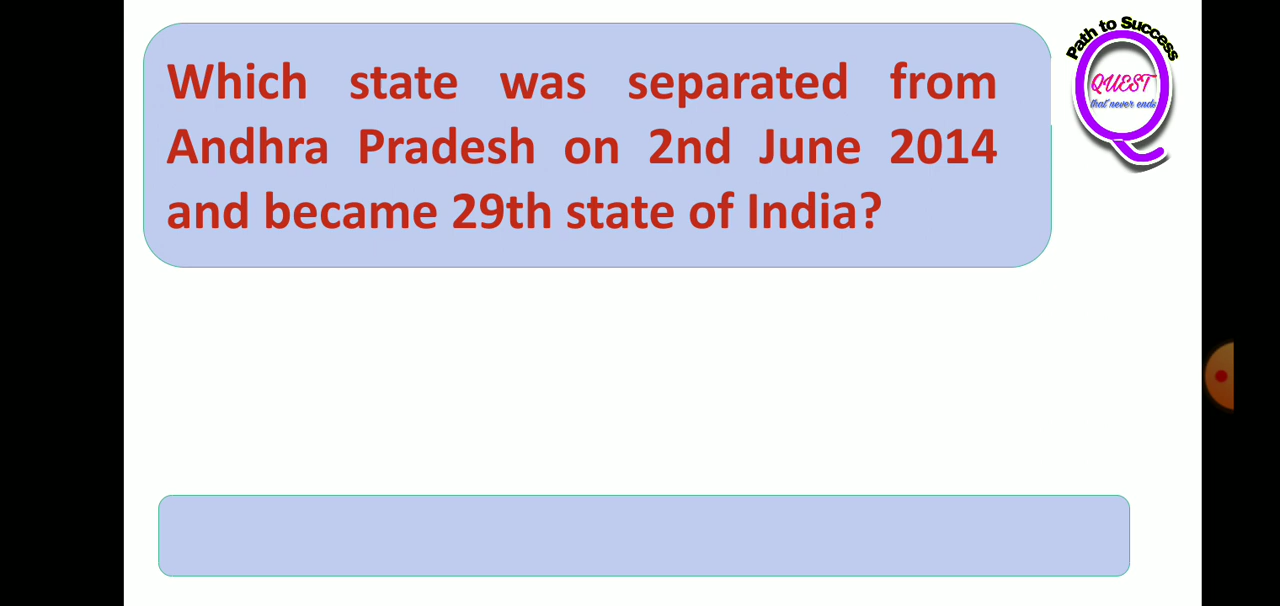 Which state was separated from
Andhra Pradesh on 2nd June 2014
and became 29th state of India?
Path to Success
QUEST
that never ends